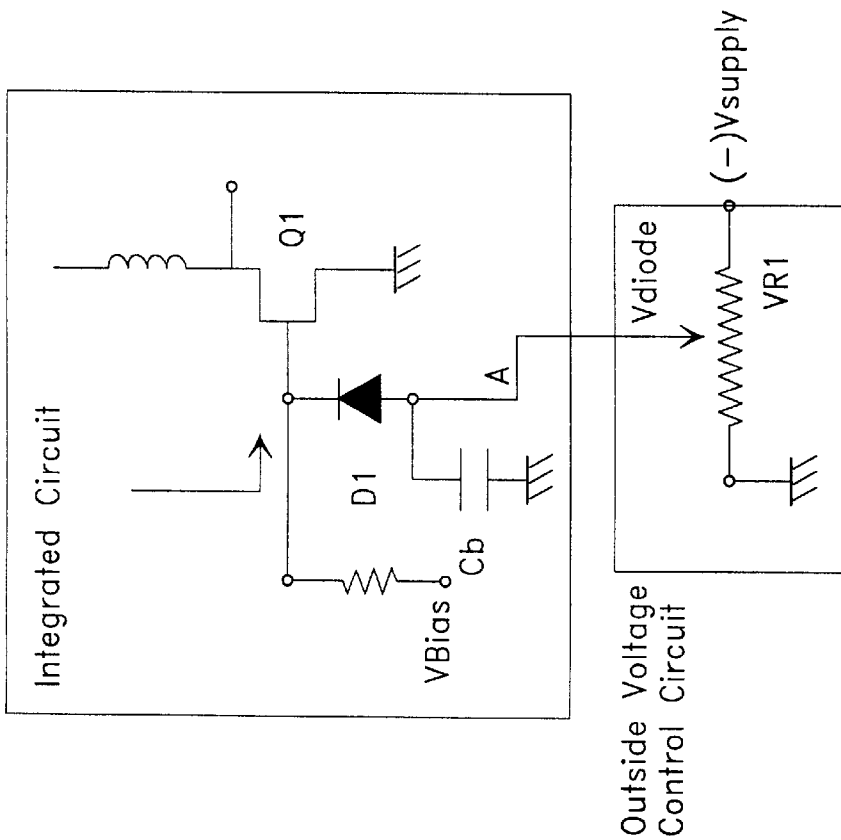 Integrated Circuit
Q1
D1
A
Cb
VBias
Vdiode
(-)Vsupply
VR1
Outside Voltage
Control Circuit